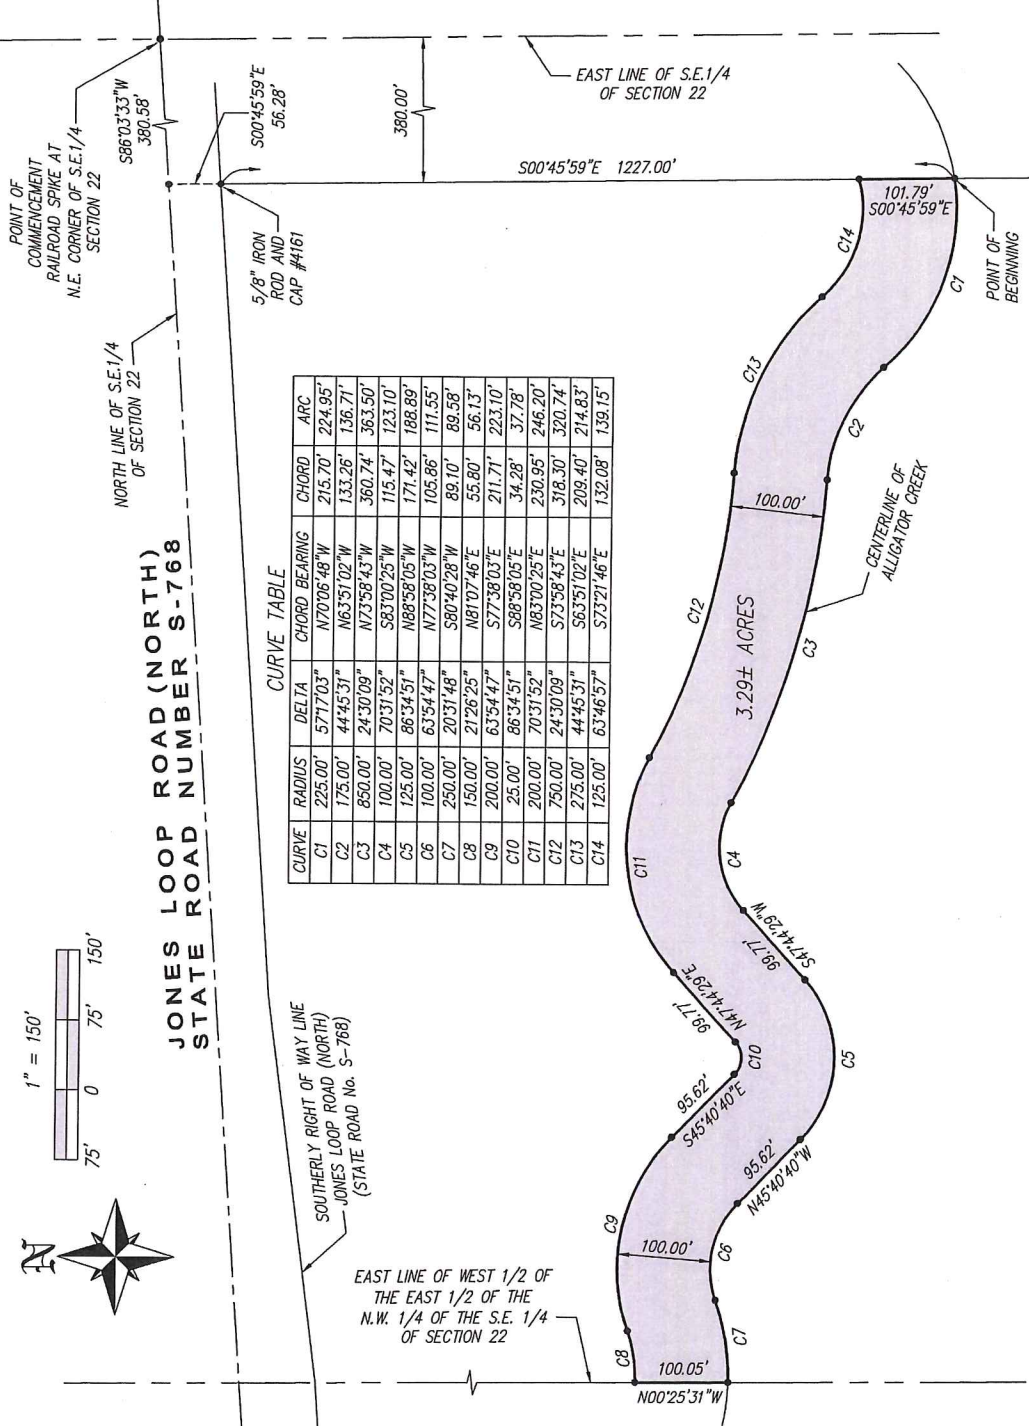 POINT OF
COMMENCEMENT
RAILROAD SPIKE AT
N.E. CORNER OF S.E.1/4
SECTION 22
S86°03'33"W
380.58'
S00°45'59"E
56.28'
380.00'
EAST LINE OF S.E.1/4
OF SECTION 22
5/8" IRON
ROD AND
CAP #4161
S00°45'59"E 1227.00'
101.79'
S00°45'59"E
POINT OF
BEGINNING
NORTH LINE OF S.E.1/4
OF SECTION 22
JONES LOOP ROAD (NORTH)
STATE ROAD NUMBER S-768
1" = 150'
75' 0 75' 150'
N
SOUTHERLY RIGHT OF WAY LINE
JONES LOOP ROAD (NORTH)
(STATE ROAD No. S-768)
EAST LINE OF WEST 1/2 OF
THE EAST 1/2 OF THE
N.W. 1/4 OF THE S.E. 1/4
OF SECTION 22
CURVE TABLE
CURVE RADIUS DELTA CHORD BEARING CHORD ARC
C1 225.00' 57°17'03" N70°06'48"W 215.70' 224.95'
C2 175.00' 44°45'31" N63°51'02"W 133.26' 136.71'
C3 850.00' 24°30'09" N73°58'43"W 360.74' 363.50'
C4 100.00' 70°31'52" S83°00'25"W 115.47' 123.10'
C5 125.00' 86°34'51" N88°58'05"W 171.42' 188.89'
C6 100.00' 63°54'47" N77°38'03"W 105.86' 111.55'
C7 250.00' 20°31'48" S80°40'28"W 89.10' 89.58'
C8 150.00' 21°26'25" N81°07'46"E 55.80' 56.13'
C9 200.00' 63°54'47" S77°38'03"E 211.71' 223.10'
C10 25.00' 86°34'51" S88°58'05"E 34.28' 37.78'
C11 200.00' 70°31'52" N83°00'25"E 230.95' 246.20'
C12 750.00' 24°30'09" S73°58'43"E 318.30' 320.74'
C13 275.00' 44°45'31" S63°51'02"E 209.40' 214.83'
C14 125.00' 63°46'57" S73°21'46"E 132.08' 139.15'
C8
C9
95.62'
S45°40'40"E
C10
99.77'
N47°44'29"E
C11
C12
C13
C14
100.05'
N00°25'31"W
100.00'
3.29± ACRES
100.00'
C7
C6
95.62'
N45°40'40"W
C5
99.77'
S47°44'29"W
C4
C3
C2
C1
CENTERLINE OF
ALLIGATOR CREEK